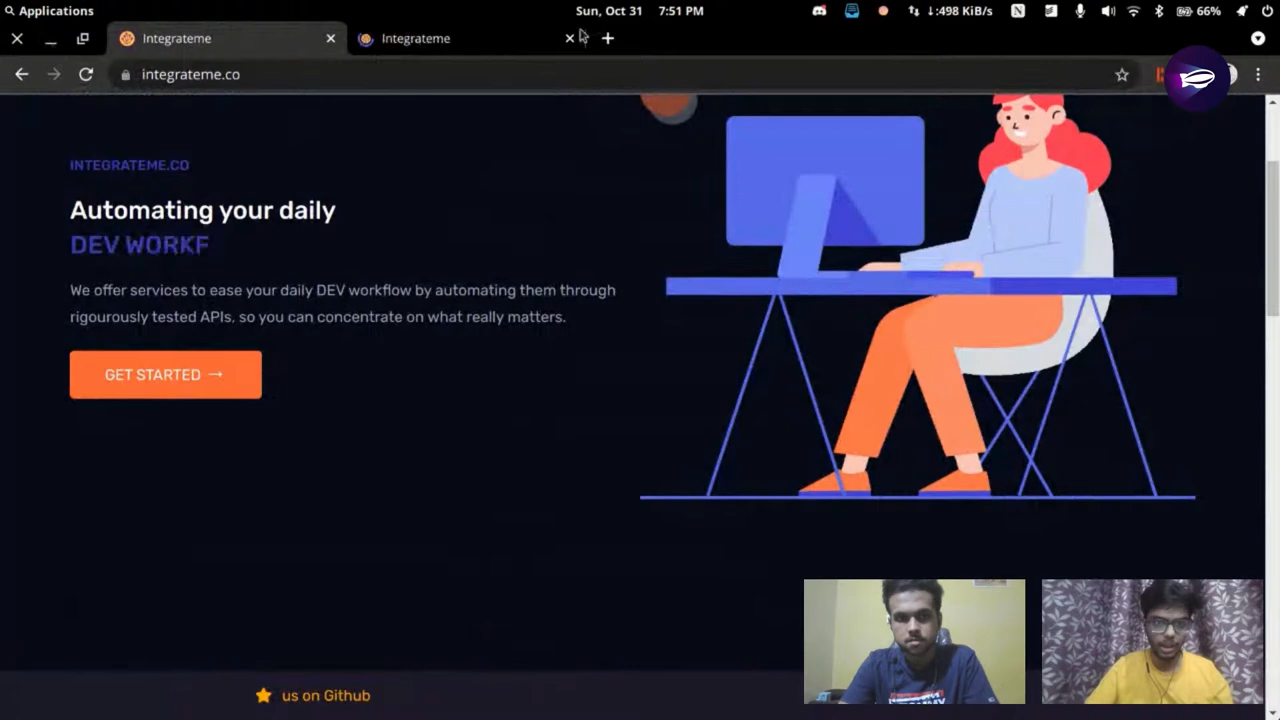 Applications
Sun, Oct 31 7:51 PM
↓:498 KiB/s
66%
Integrateme
Integrateme
integrateme.co
INTEGRATEME.CO
Automating your daily
DEV WORKF
We offer services to ease your daily DEV workflow by automating them through
rigourously tested APIs, so you can concentrate on what really matters.
GET STARTED →
us on Github